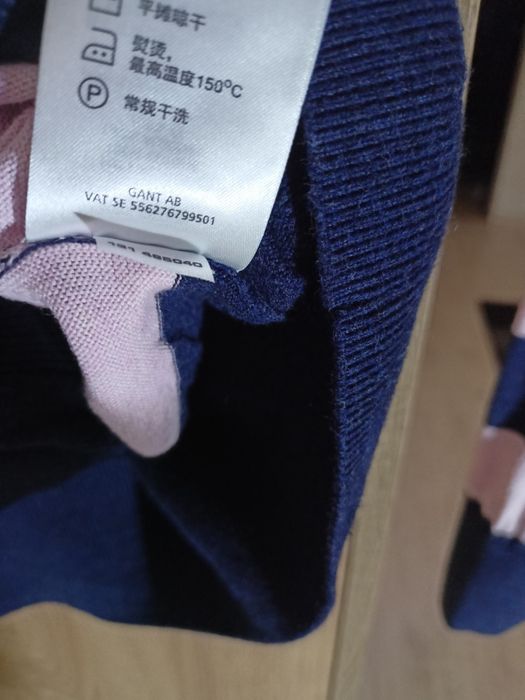 平摊晾干
熨烫，
最高温度150°C
P
常规干洗
GANT AB
VAT SE 556276799501